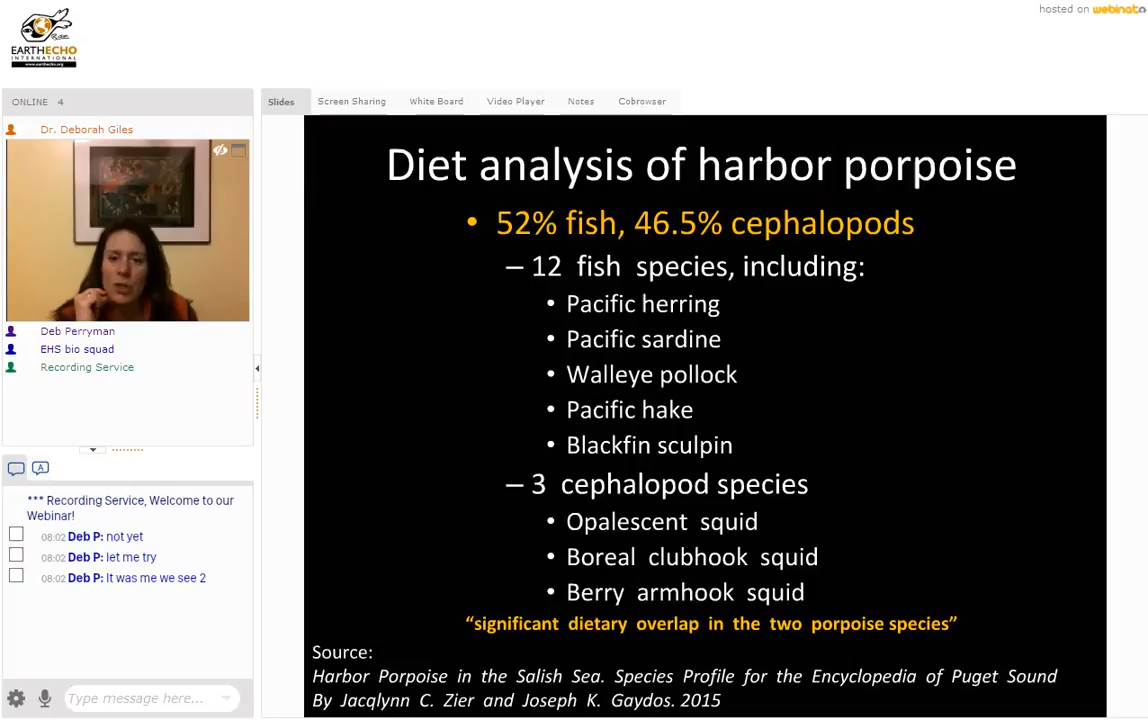 hosted on webinato
EARTHECHO
INTERNATIONAL
www.earthecho.org
ONLINE 4
Slides
Screen Sharing
White Board
Video Player
Notes
Cobrowser
Dr. Deborah Giles
Deb Perryman
EHS bio squad
Recording Service
*** Recording Service, Welcome to our
Webinar!
08:02 Deb P: not yet
08:02 Deb P: let me try
08:02 Deb P: It was me we see 2
Type message here...
Diet analysis of harbor porpoise
• 52% fish, 46.5% cephalopods
– 12 fish species, including:
• Pacific herring
• Pacific sardine
• Walleye pollock
• Pacific hake
• Blackfin sculpin
– 3 cephalopod species
• Opalescent squid
• Boreal clubhook squid
• Berry armhook squid
“significant dietary overlap in the two porpoise species”
Source:
Harbor Porpoise in the Salish Sea. Species Profile for the Encyclopedia of Puget Sound
By Jacqlynn C. Zier and Joseph K. Gaydos. 2015